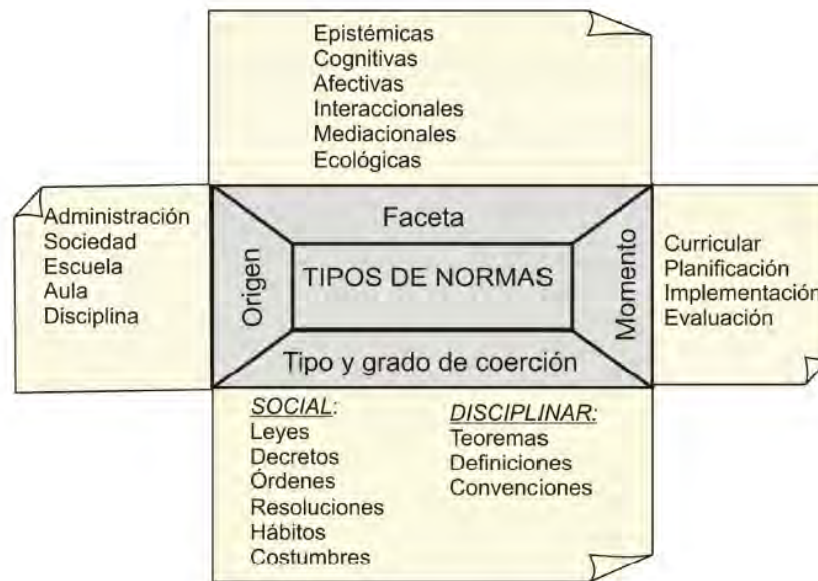 Epistémicas
Cognitivas
Afectivas
Interaccionales
Mediacionales
Ecológicas
Administración
Sociedad
Escuela
Aula
Disciplina
Origen
Faceta
TIPOS DE NORMAS
Momento
Curricular
Planificación
Implementación
Evaluación
Tipo y grado de coerción
SOCIAL:
Leyes
Decretos
Órdenes
Resoluciones
Hábitos
Costumbres
DISCIPLINAR:
Teoremas
Definiciones
Convenciones